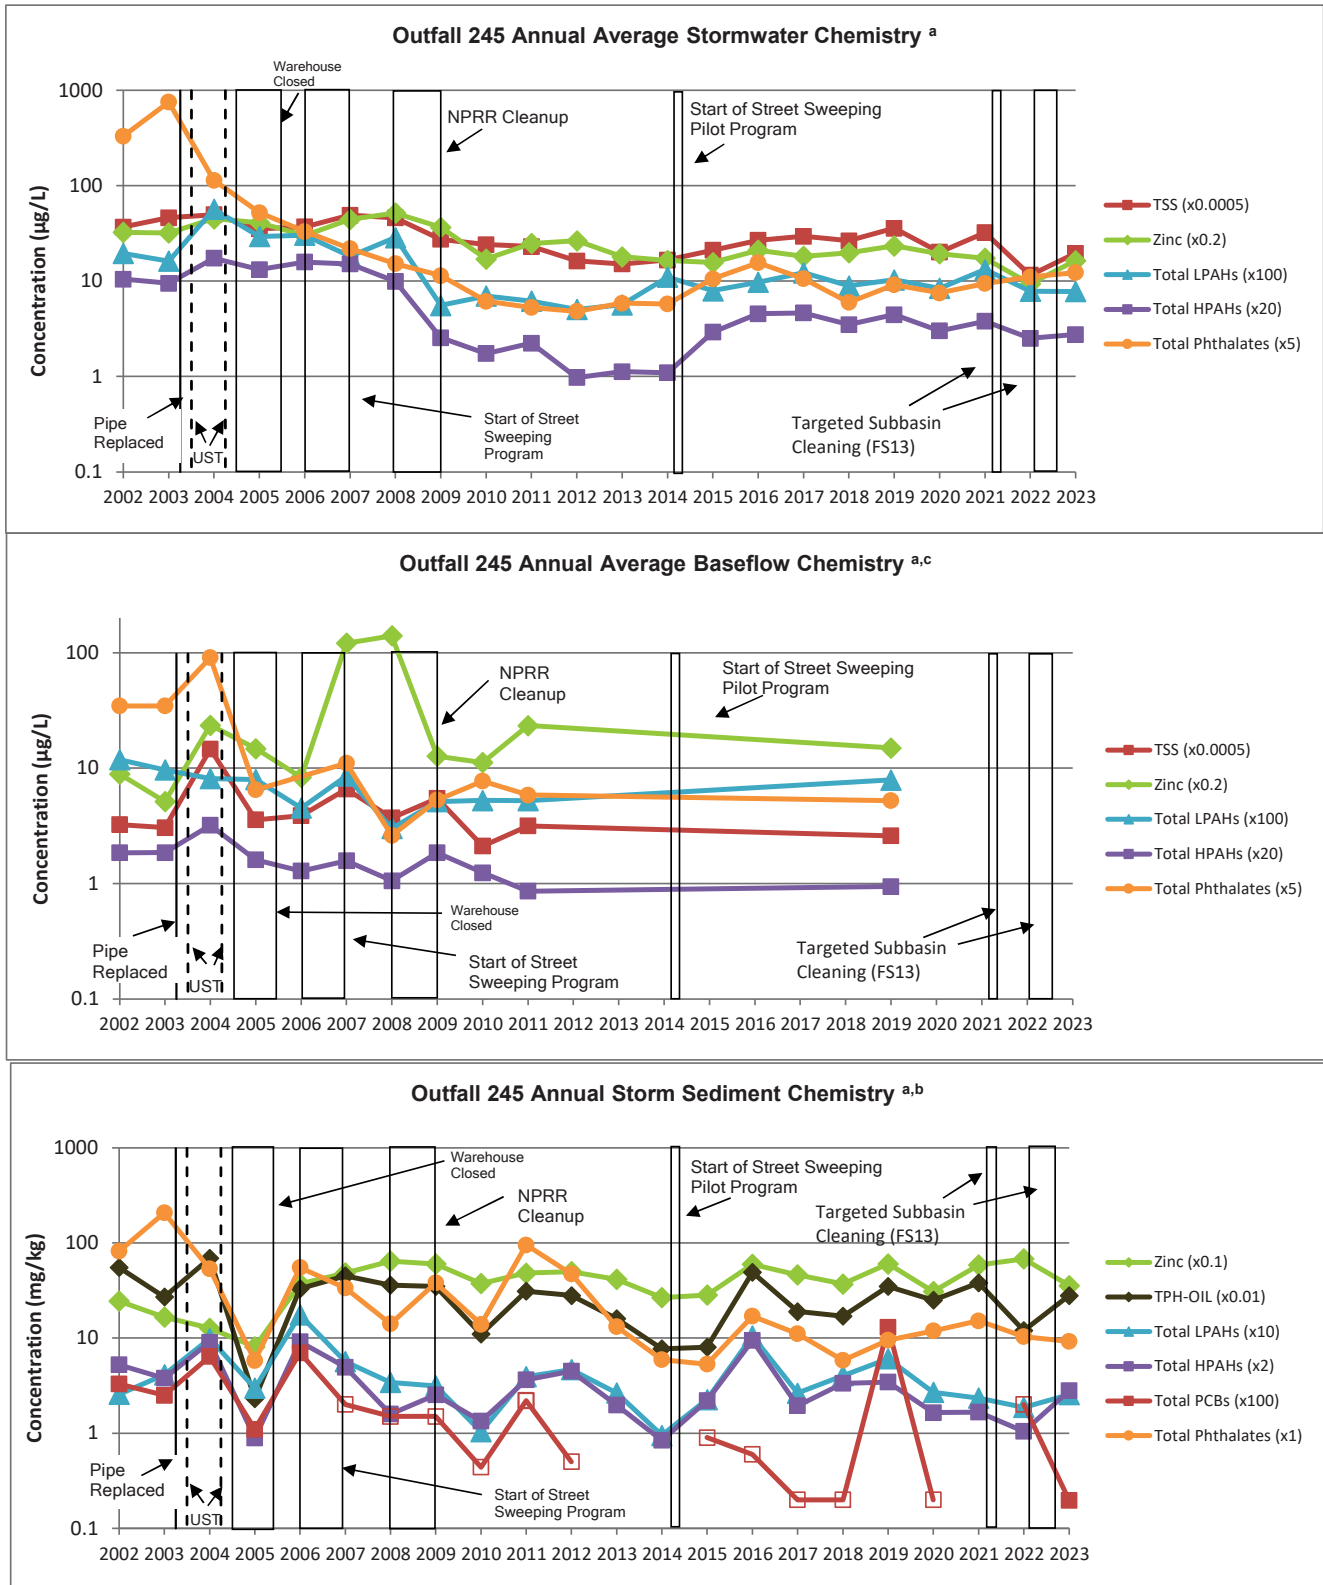 Outfall 245 Annual Average Stormwater Chemistry a
Warehouse
Closed
NPRR Cleanup
Start of Street Sweeping
Pilot Program
Concentration (µg/L)
1000
100
10
1
0.1
Pipe
Replaced
UST
Start of Street
Sweeping
Program
Targeted Subbasin
Cleaning (FS13)
2002 2003 2004 2005 2006 2007 2008 2009 2010 2011 2012 2013 2014 2015 2016 2017 2018 2019 2020 2021 2022 2023
TSS (x0.0005)
Zinc (x0.2)
Total LPAHs (x100)
Total HPAHs (x20)
Total Phthalates (x5)
Outfall 245 Annual Average Baseflow Chemistry a,c
NPRR
Cleanup
Start of Street Sweeping
Pilot Program
Concentration (µg/L)
100
10
1
0.1
Warehouse
Closed
Pipe
Replaced
UST
Start of Street
Sweeping Program
Targeted Subbasin
Cleaning (FS13)
2002 2003 2004 2005 2006 2007 2008 2009 2010 2011 2012 2013 2014 2015 2016 2017 2018 2019 2020 2021 2022 2023
TSS (x0.0005)
Zinc (x0.2)
Total LPAHs (x100)
Total HPAHs (x20)
Total Phthalates (x5)
Outfall 245 Annual Storm Sediment Chemistry a,b
Warehouse
Closed
NPRR
Cleanup
Start of Street Sweeping
Pilot Program
Targeted Subbasin
Cleaning (FS13)
Concentration (mg/kg)
1000
100
10
1
0.1
Pipe
Replaced
UST
Start of Street
Sweeping Program
2002 2003 2004 2005 2006 2007 2008 2009 2010 2011 2012 2013 2014 2015 2016 2017 2018 2019 2020 2021 2022 2023
Zinc (x0.1)
TPH-OIL (x0.01)
Total LPAHs (x10)
Total HPAHs (x2)
Total PCBs (x100)
Total Phthalates (x1)